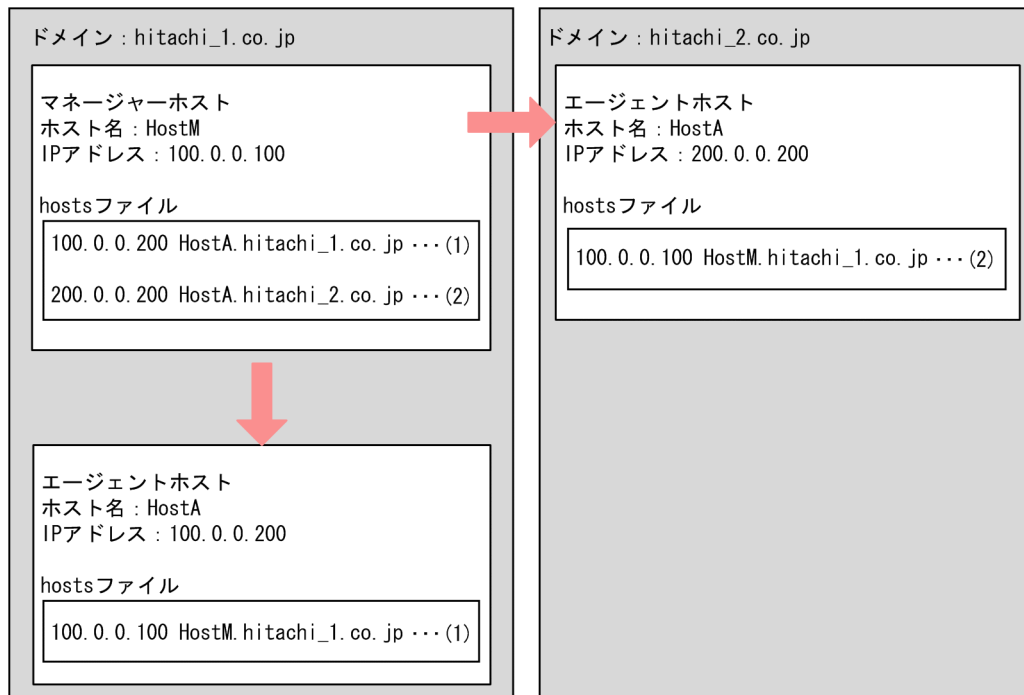 ドメイン：hitachi_1.co.jp
マネージャーホスト
ホスト名：HostM
IPアドレス：100.0.0.100
hostsファイル
100.0.0.200 HostA.hitachi_1.co.jp ･･･(1)
200.0.0.200 HostA.hitachi_2.co.jp ･･･(2)
エージェントホスト
ホスト名：HostA
IPアドレス：100.0.0.200
hostsファイル
100.0.0.100 HostM.hitachi_1.co.jp ･･･(1)
ドメイン：hitachi_2.co.jp
エージェントホスト
ホスト名：HostA
IPアドレス：200.0.0.200
hostsファイル
100.0.0.100 HostM.hitachi_1.co.jp ･･･(2)